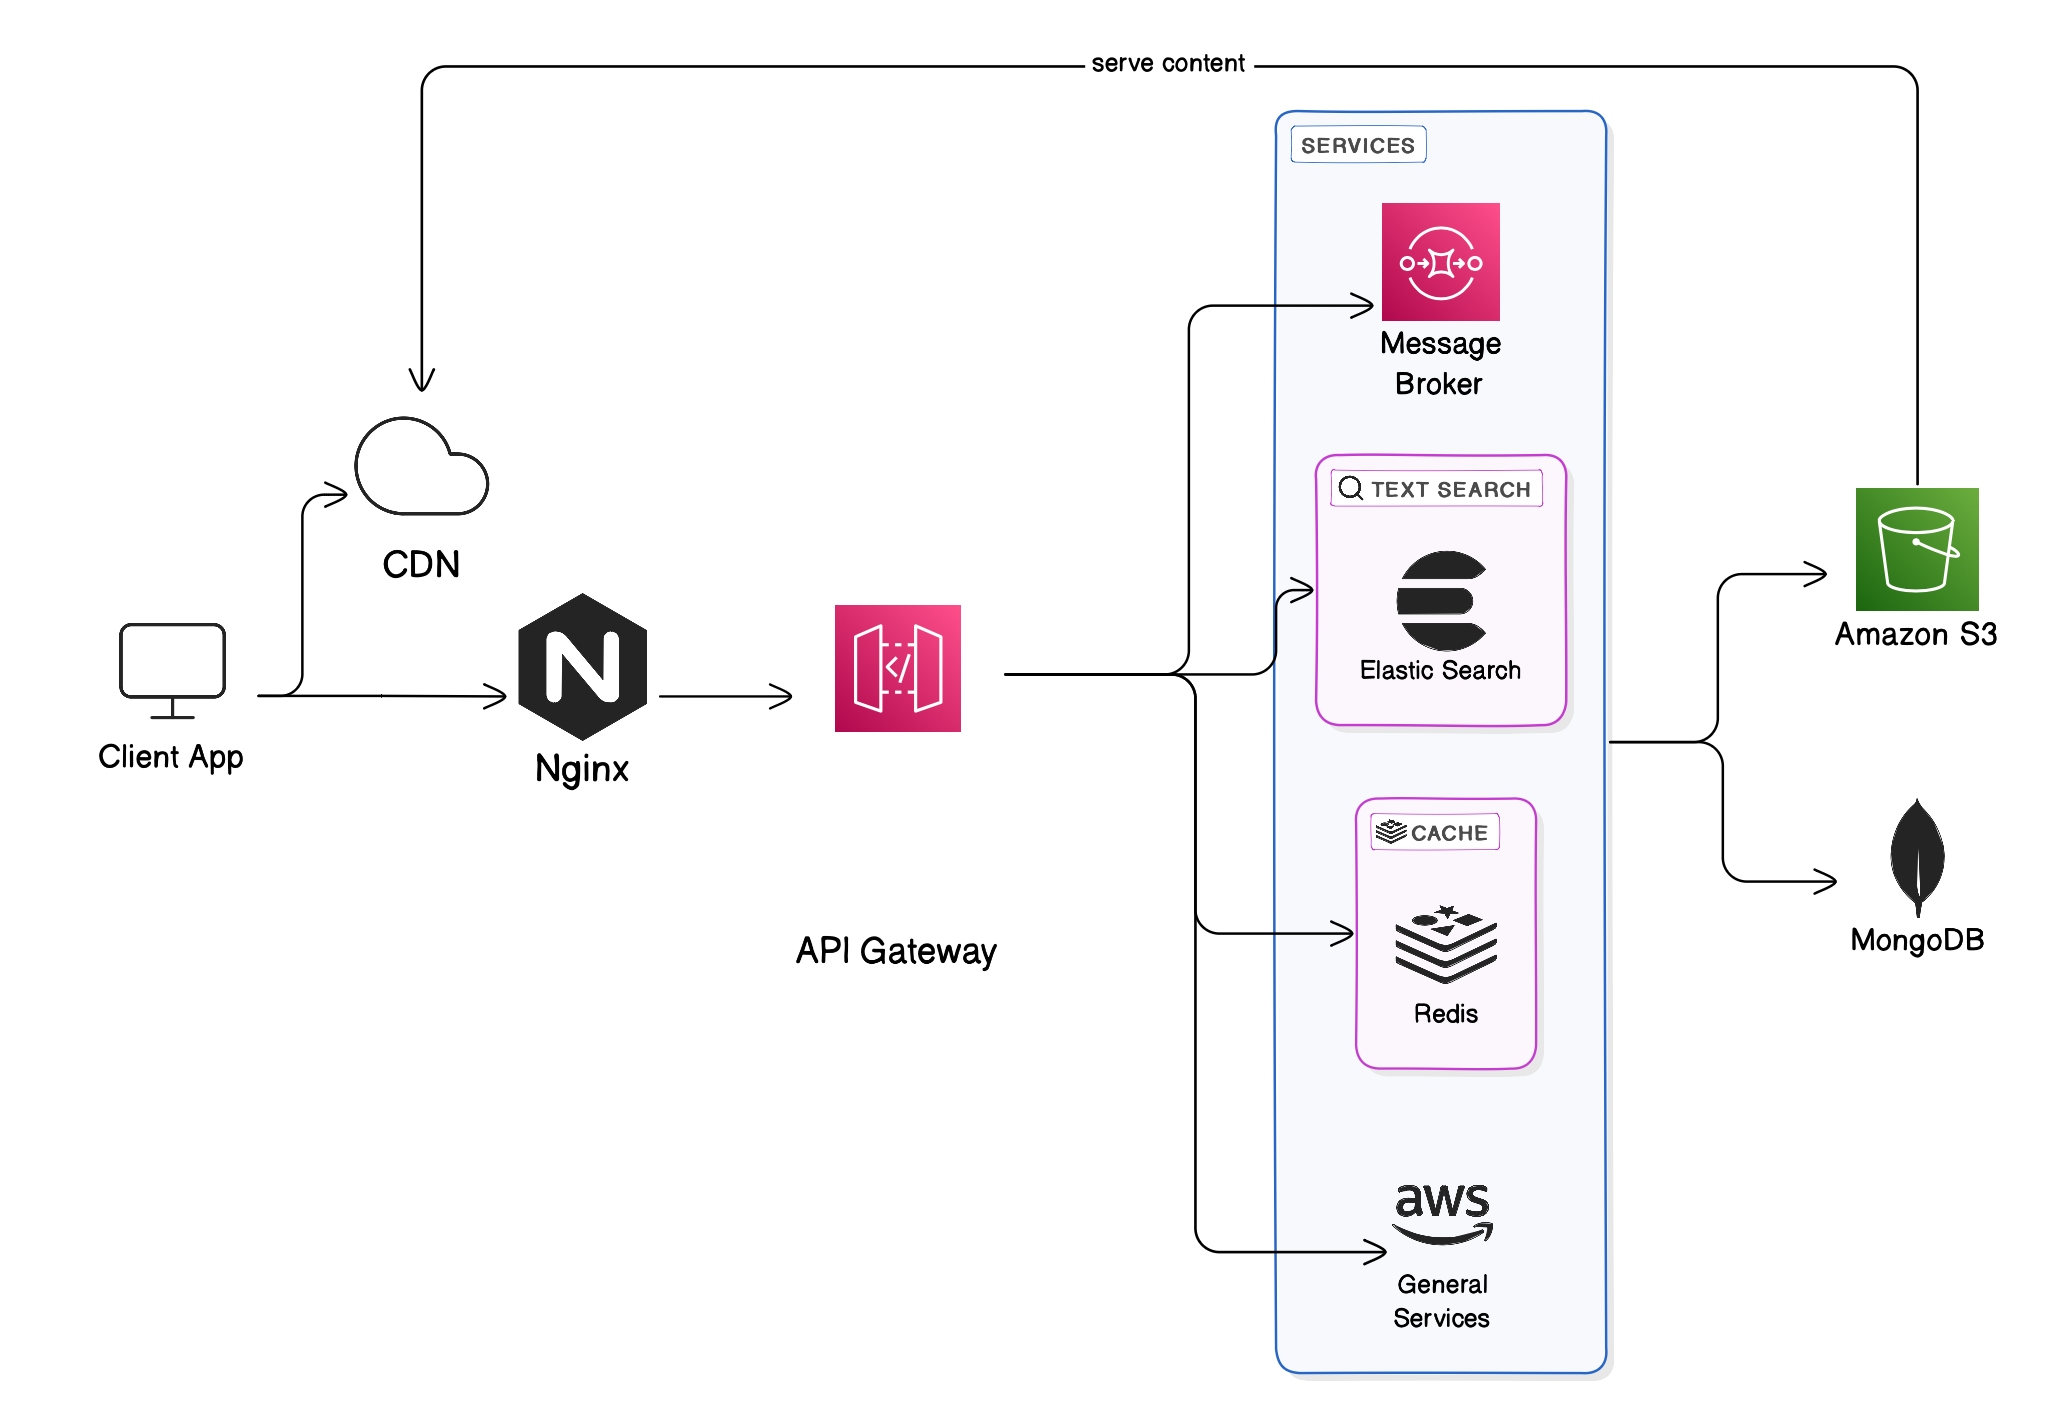 serve content
SERVICES
Message
Broker
TEXT SEARCH
Elastic Search
CDN
Client App
Nginx
</>
API Gateway
CACHE
Redis
aws
General
Services
Amazon S3
MongoDB